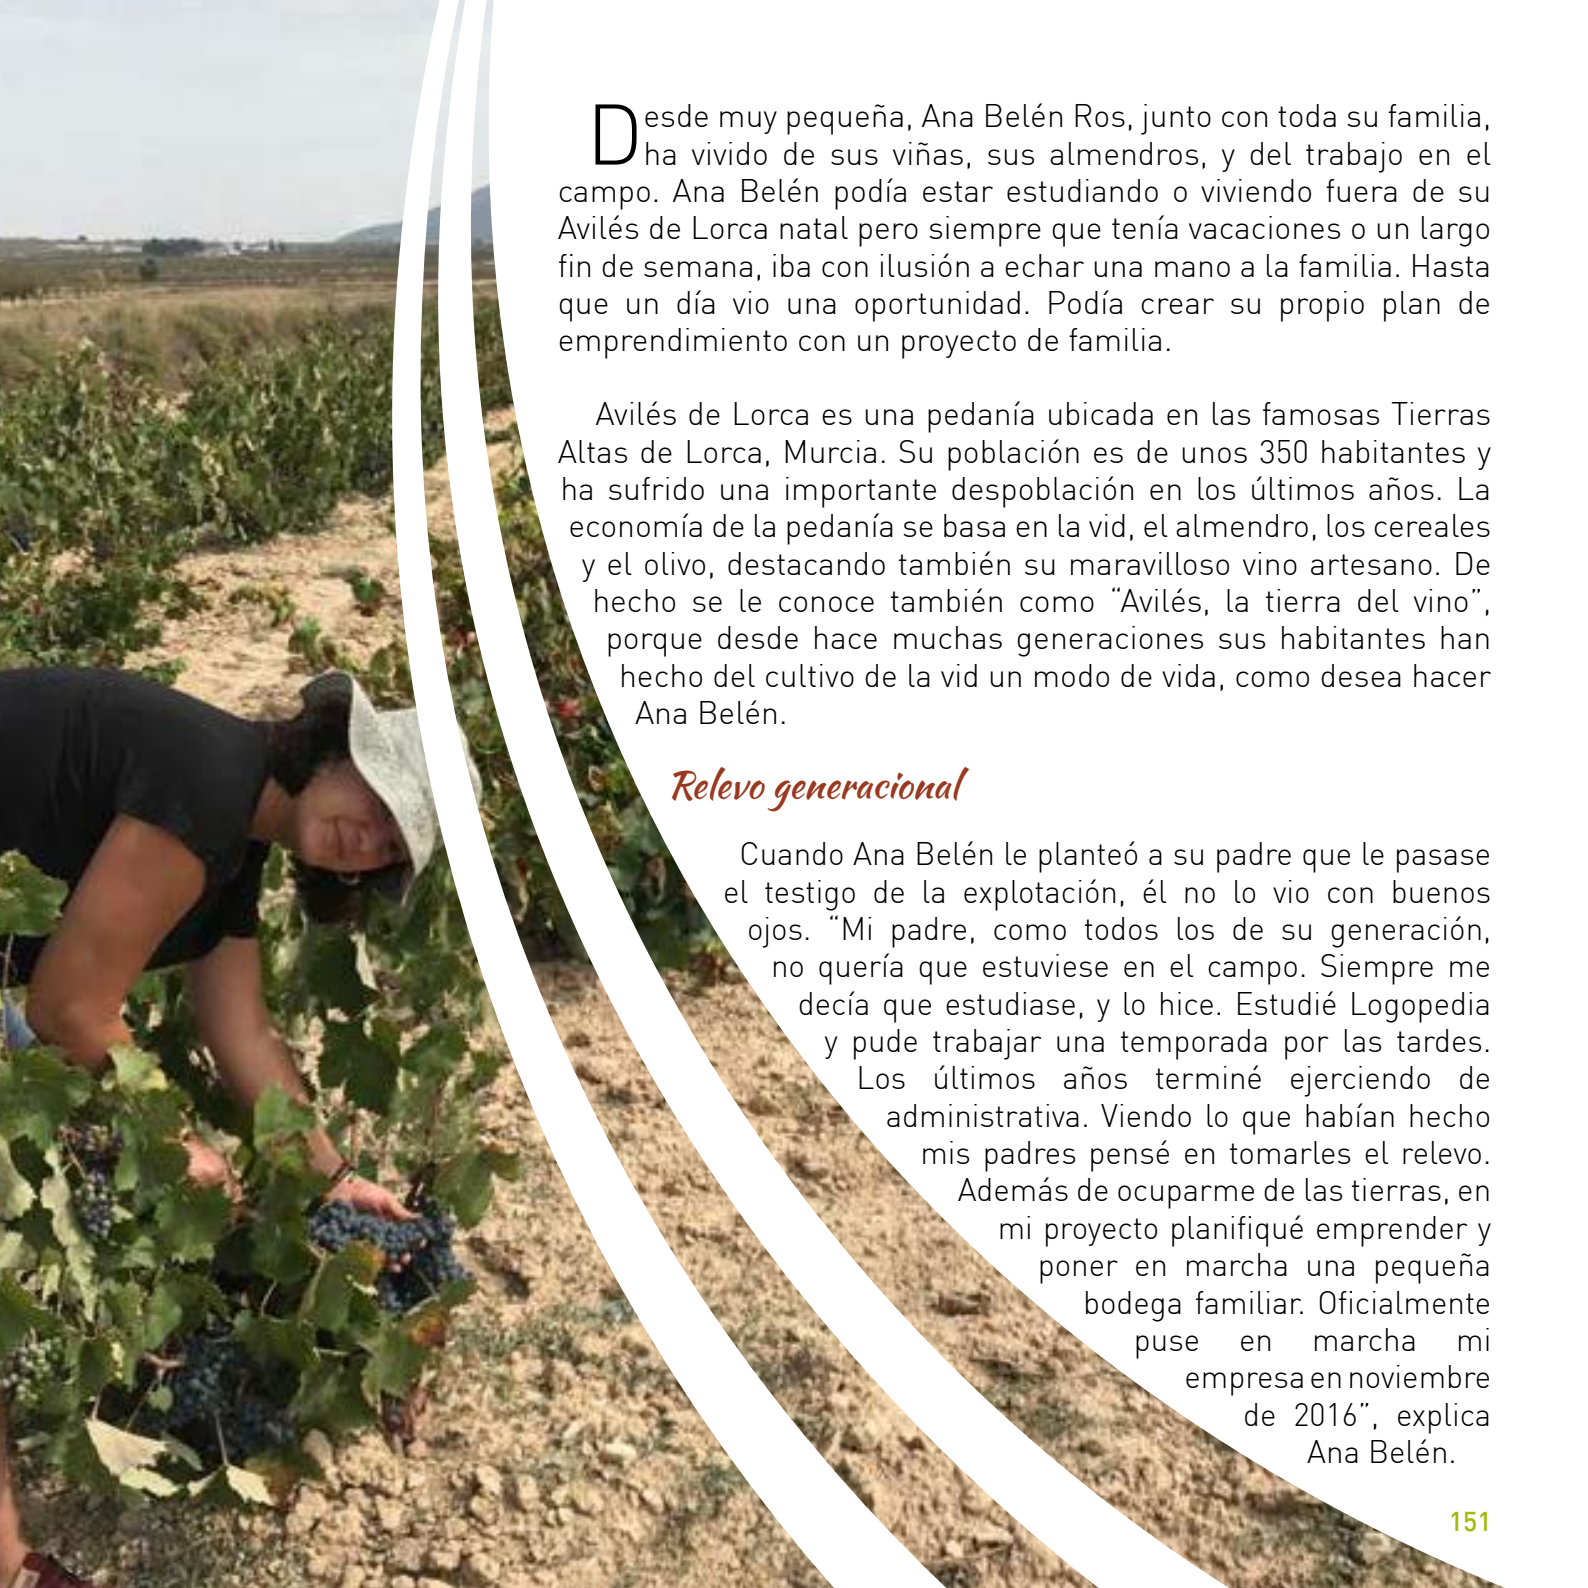 Desde muy pequeña, Ana Belén Ros, junto con toda su familia,
ha vivido de sus viñas, sus almendros, y del trabajo en el
campo. Ana Belén podía estar estudiando o viviendo fuera de su
Avilés de Lorca natal pero siempre que tenía vacaciones o un largo
fin de semana, iba con ilusión a echar una mano a la familia. Hasta
que un día vio una oportunidad. Podía crear su propio plan de
emprendimiento con un proyecto de familia.
Avilés de Lorca es una pedanía ubicada en las famosas Tierras
Altas de Lorca, Murcia. Su población es de unos 350 habitantes y
ha sufrido una importante despoblación en los últimos años. La
economía de la pedanía se basa en la vid, el almendro, los cereales
y el olivo, destacando también su maravilloso vino artesano. De
hecho se le conoce también como “Avilés, la tierra del vino”,
porque desde hace muchas generaciones sus habitantes han
hecho del cultivo de la vid un modo de vida, como desea hacer
Ana Belén.
Relevo generacional
Cuando Ana Belén le planteó a su padre que le pasase
el testigo de la explotación, él no lo vio con buenos
ojos. “Mi padre, como todos los de su generación,
no quería que estuviese en el campo. Siempre me
decía que estudiase, y lo hice. Estudié Logopedia
y pude trabajar una temporada por las tardes.
Los últimos años terminé ejerciendo de
administrativa. Viendo lo que habían hecho
mis padres pensé en tomarles el relevo.
Además de ocuparme de las tierras, en
mi proyecto planifiqué emprender y
poner en marcha una pequeña
bodega familiar. Oficialmente
puse en marcha mi
empresa en noviembre
de 2016”, explica
Ana Belén.
151